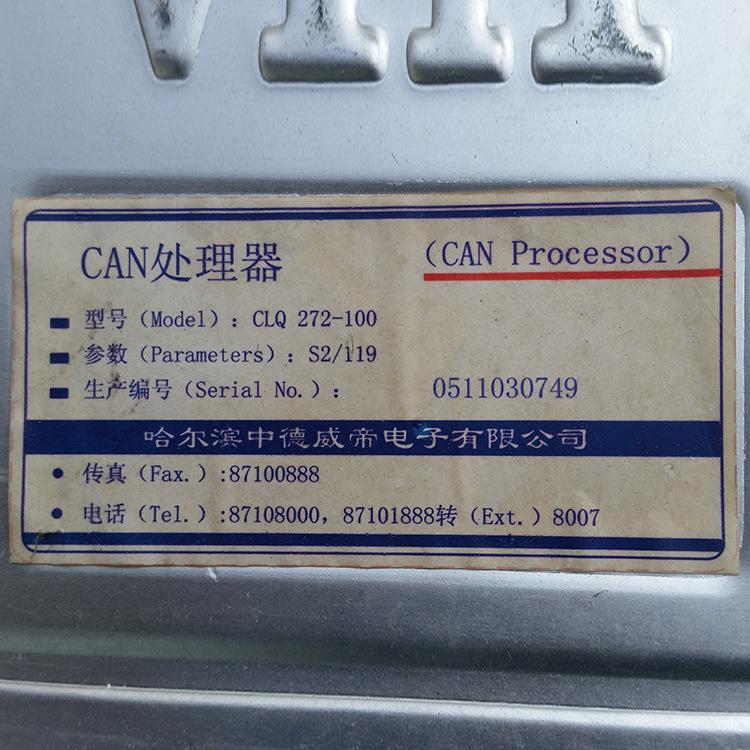 CAN处理器 （CAN Processor）
型号（Model）：CLQ 272-100
参数（Parameters）：S2/119
生产编号（Serial No.）： 0511030749
哈尔滨中德威帝电子有限公司
传真（Fax.）:87100888
电话（Tel.）:87108000, 87101888转（Ext.）8007